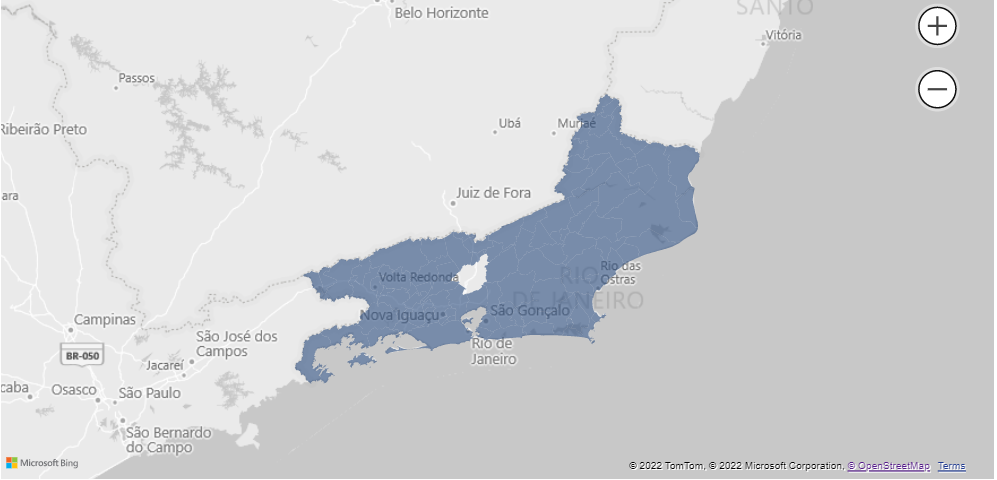 SANTO
Belo Horizonte
Vitória
Passos
Ribeirão Preto
Ubá
Muriaé
ara
Juiz de Fora
Volta Redonda
Rio das
Ostras
RIO
DE JANEIRO
Nova Iguaçu
São Gonçalo
Campinas
São José dos
Campos
Rio de
Janeiro
BR-050
Jacareí
caba
Osasco
São Paulo
São Bernardo
do Campo
Microsoft Bing
© 2022 TomTom, © 2022 Microsoft Corporation, © OpenStreetMap Terms